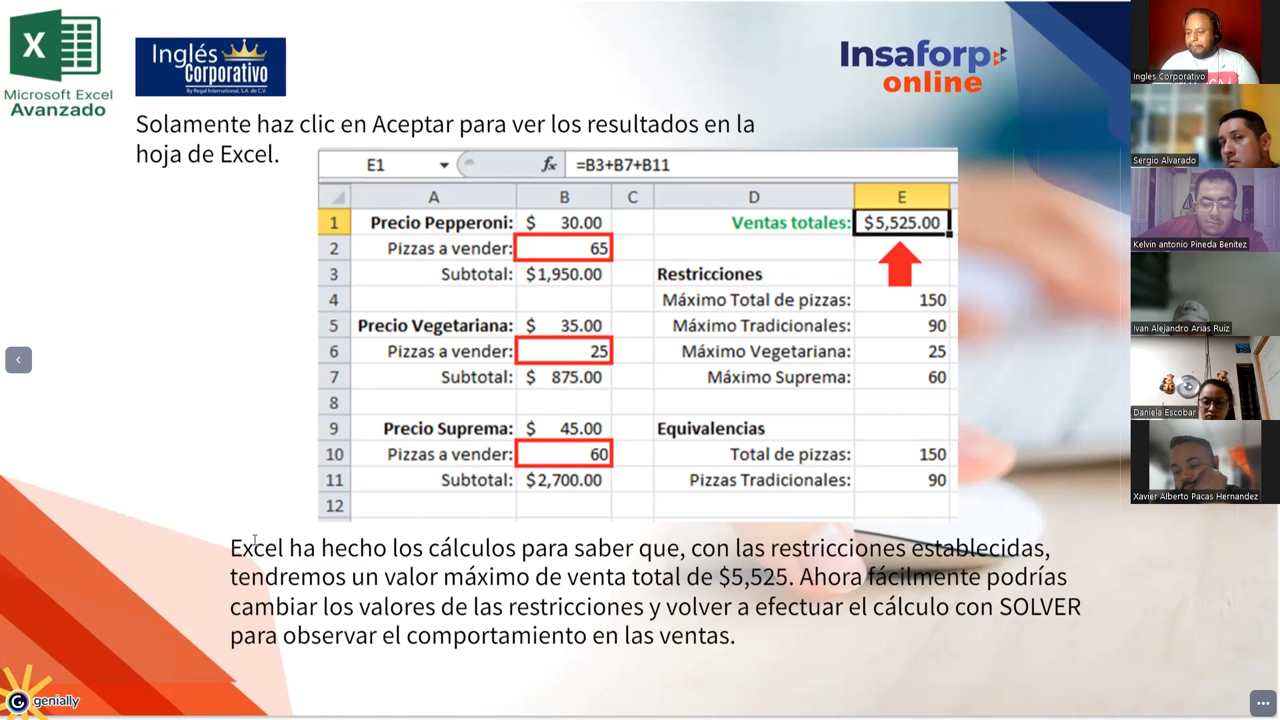 Microsoft Excel
Avanzado
Inglés
Corporativo
By Regal International, S.A. de C.V.
Insaforp
online
Solamente haz clic en Aceptar para ver los resultados en la
hoja de Excel.
E1 fx =B3+B7+B11
A B C D E
1 Precio Pepperoni: $ 30.00 Ventas totales: $5,525.00
2 Pizzas a vender: 65
3 Subtotal: $1,950.00 Restricciones
4 Máximo Total de pizzas: 150
5 Precio Vegetariana: $ 35.00 Máximo Tradicionales: 90
6 Pizzas a vender: 25 Máximo Vegetariana: 25
7 Subtotal: $ 875.00 Máximo Suprema: 60
8
9 Precio Suprema: $ 45.00 Equivalencias
10 Pizzas a vender: 60 Total de pizzas: 150
11 Subtotal: $2,700.00 Pizzas Tradicionales: 90
12
Excel ha hecho los cálculos para saber que, con las restricciones establecidas,
tendremos un valor máximo de venta total de $5,525. Ahora fácilmente podrías
cambiar los valores de las restricciones y volver a efectuar el cálculo con SOLVER
para observar el comportamiento en las ventas.
genially
Ingles Corporativo
Sergio Alvarado
Kelvin antonio Pineda Benitez
Ivan Alejandro Arias Ruiz
Daniela Escobar
Xavier Alberto Pacas Hernandez